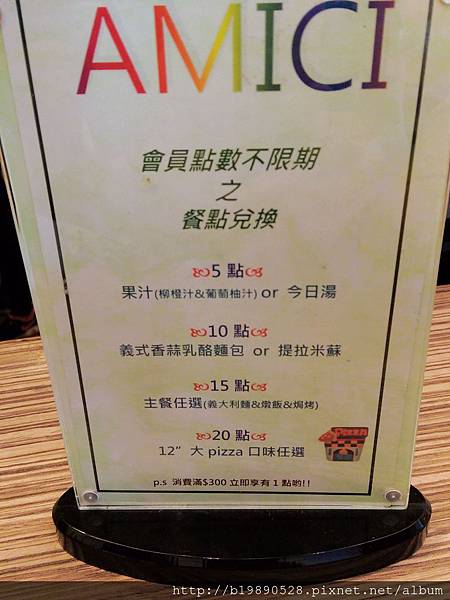 AMICI
會員點數不限期
之
餐點兌換
5 點
果汁(柳橙汁&葡萄柚汁) or 今日湯
10 點
義式香蒜乳酪麵包 or 提拉米蘇
15 點
主餐任選(義大利麵&燉飯&焗烤)
20 點
12” 大 pizza 口味任選
Pizza
p.s 消費滿$300 立即享有 1 點喲!!
http://b19890528.pixnet.net/album